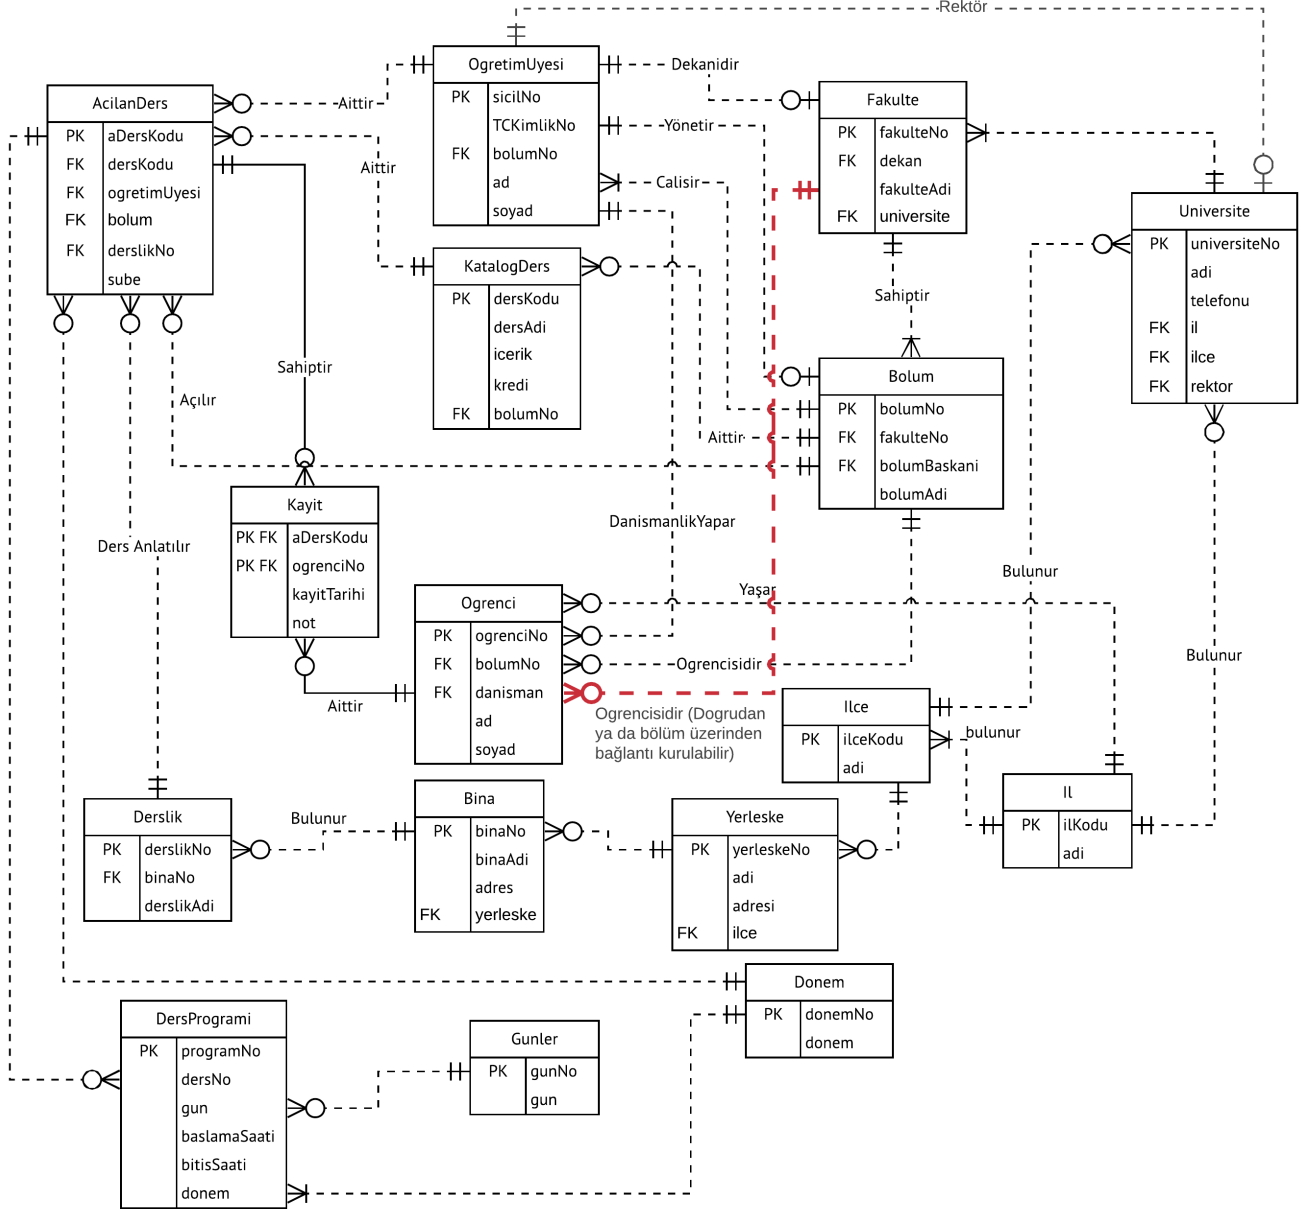 Rektör
OgretimUyesi
PK sicilNo
TCKimlikNo
FK bolumNo
ad
soyad
Dekanidir
Yönetir
Calisir
Fakulte
PK fakulteNo
FK dekan
fakulteAdi
FK universite
AcilanDers
PK aDersKodu
FK dersKodu
FK ogretimUyesi
FK bolum
FK derslikNo
sube
Aittir
Aittir
Universite
PK universiteNo
adi
telefonu
FK il
FK ilce
FK rektor
KatalogDers
PK dersKodu
dersAdi
icerik
kredi
FK bolumNo
Sahiptir
Bolum
PK bolumNo
FK fakulteNo
FK bolumBaskani
bolumAdi
Sahiptir
Açılır
Aittir
Kayit
PK FK aDersKodu
PK FK ogrenciNo
kayitTarihi
not
DanismanlikYapar
Ders Anlatılır
Yaşar
Bulunur
Ogrenci
PK ogrenciNo
FK bolumNo
FK danisman
ad
soyad
Ogrencisidir
Bulunur
Aittir
Ogrencisidir (Dogrudan
ya da bölüm üzerinden
bağlantı kurulabilir)
Ilce
PK ilceKodu
adi
bulunur
Il
PK ilKodu
adi
Derslik
PK derslikNo
FK binaNo
derslikAdi
Bulunur
Bina
PK binaNo
binaAdi
adres
FK yerleske
Yerleske
PK yerleskeNo
adi
adresi
FK ilce
Donem
PK donemNo
donem
DersProgrami
PK programNo
dersNo
gun
baslamaSaati
bitisSaati
donem
Gunler
PK gunNo
gun